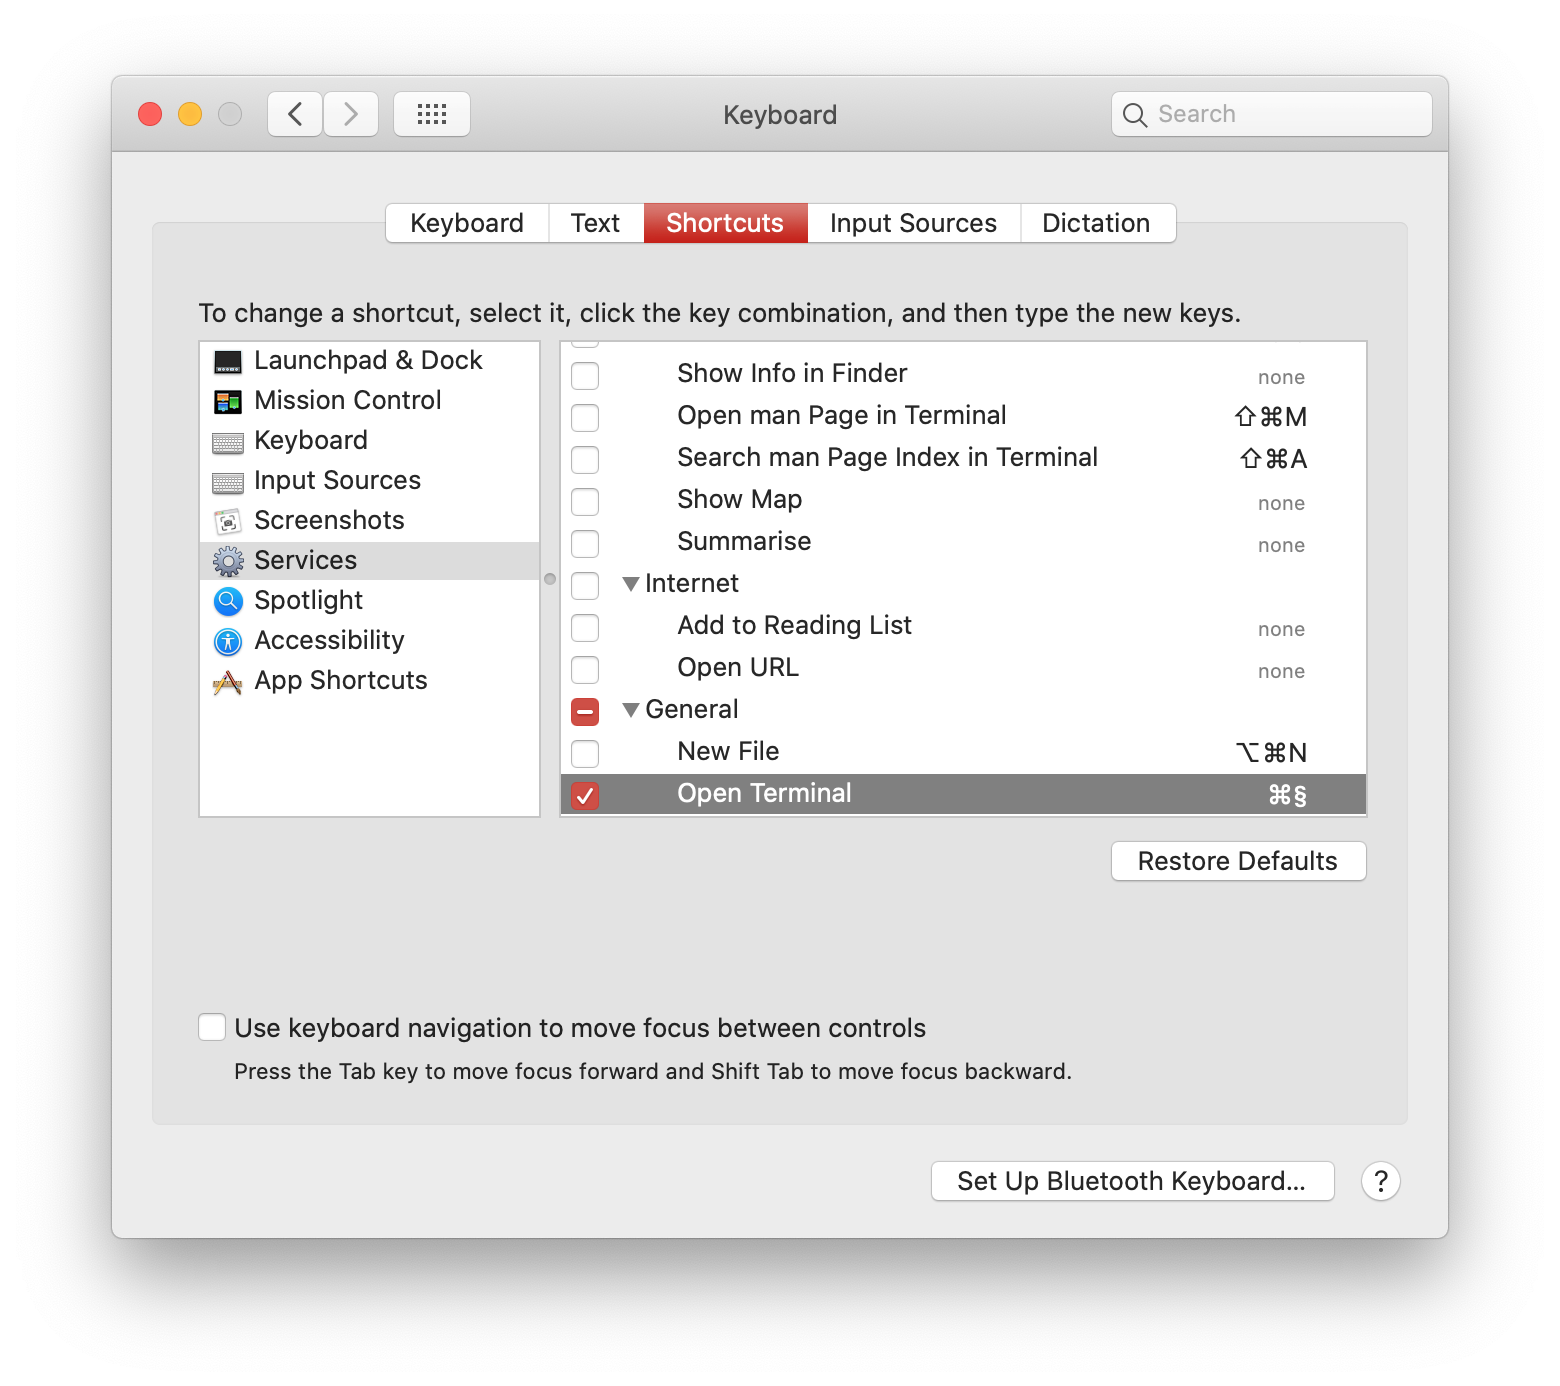 Keyboard
Search
Keyboard Text Shortcuts Input Sources Dictation
To change a shortcut, select it, click the key combination, and then type the new keys.
Launchpad & Dock
Mission Control
Keyboard
Input Sources
Screenshots
Services
Spotlight
Accessibility
App Shortcuts
Show Info in Finder none
Open man Page in Terminal ⇧⌘M
Search man Page Index in Terminal ⇧⌘A
Show Map none
Summarise none
Internet
Add to Reading List none
Open URL none
General
New File ⌥⌘N
Open Terminal ⌘§
Restore Defaults
Use keyboard navigation to move focus between controls
Press the Tab key to move focus forward and Shift Tab to move focus backward.
Set Up Bluetooth Keyboard... ?